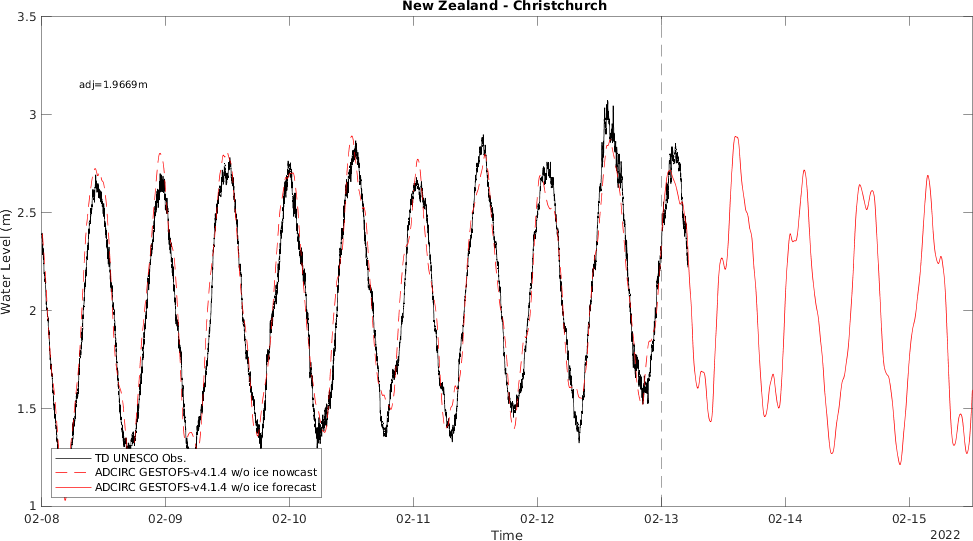 New Zealand - Christchurch
3.5
3
2.5
2
1.5
1
Water Level (m)
adj=1.9669m
TD UNESCO Obs.
ADCIRC GESTOFS-v4.1.4 w/o ice nowcast
ADCIRC GESTOFS-v4.1.4 w/o ice forecast
02-08 02-09 02-10 02-11 02-12 02-13 02-14 02-15
Time
2022